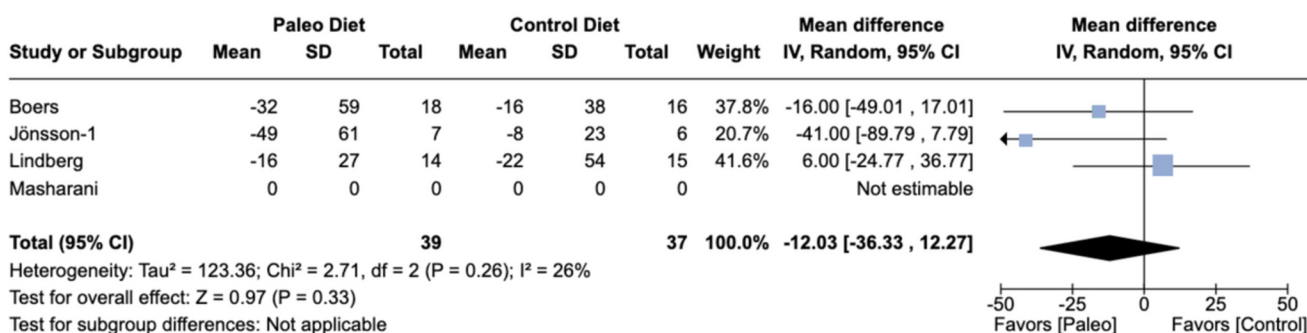 Paleo Diet Control Diet Mean difference Mean difference
Study or Subgroup Mean SD Total Mean SD Total Weight IV, Random, 95% CI IV, Random, 95% CI
Boers -32 59 18 -16 38 16 37.8% -16.00 [-49.01 , 17.01]
Jönsson-1 -49 61 7 -8 23 6 20.7% -41.00 [-89.79 , 7.79]
Lindberg -16 27 14 -22 54 15 41.6% 6.00 [-24.77 , 36.77]
Masharani 0 0 0 0 0 0 Not estimable
Total (95% CI) 39 37 100.0% -12.03 [-36.33 , 12.27]
Heterogeneity: Tau² = 123.36; Chi² = 2.71, df = 2 (P = 0.26); I² = 26%
Test for overall effect: Z = 0.97 (P = 0.33)
-50 -25 0 25 50
Test for subgroup differences: Not applicable Favors [Paleo] Favors [Control]